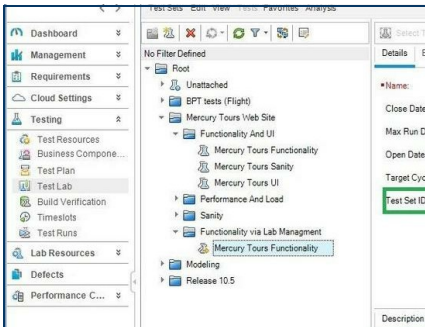 Test Sets Edit View Tests Favorites Analysis
Dashboard
Management
Requirements
Cloud Settings
Testing
Test Resources
Business Compone...
Test Plan
Test Lab
Build Verification
Timeslots
Test Runs
Lab Resources
Defects
Performance C...
No Filter Defined
Root
Unattached
BPT tests (Flight)
Mercury Tours Web Site
Functionality And UI
Mercury Tours Functionality
Mercury Tours Sanity
Mercury Tours UI
Performance And Load
Sanity
Functionality via Lab Managment
Mercury Tours Functionality
Modeling
Release 10.5
Select
Details
*Name:
Close Date
Max Run D
Open Date
Target Cyc
Test Set ID
Description